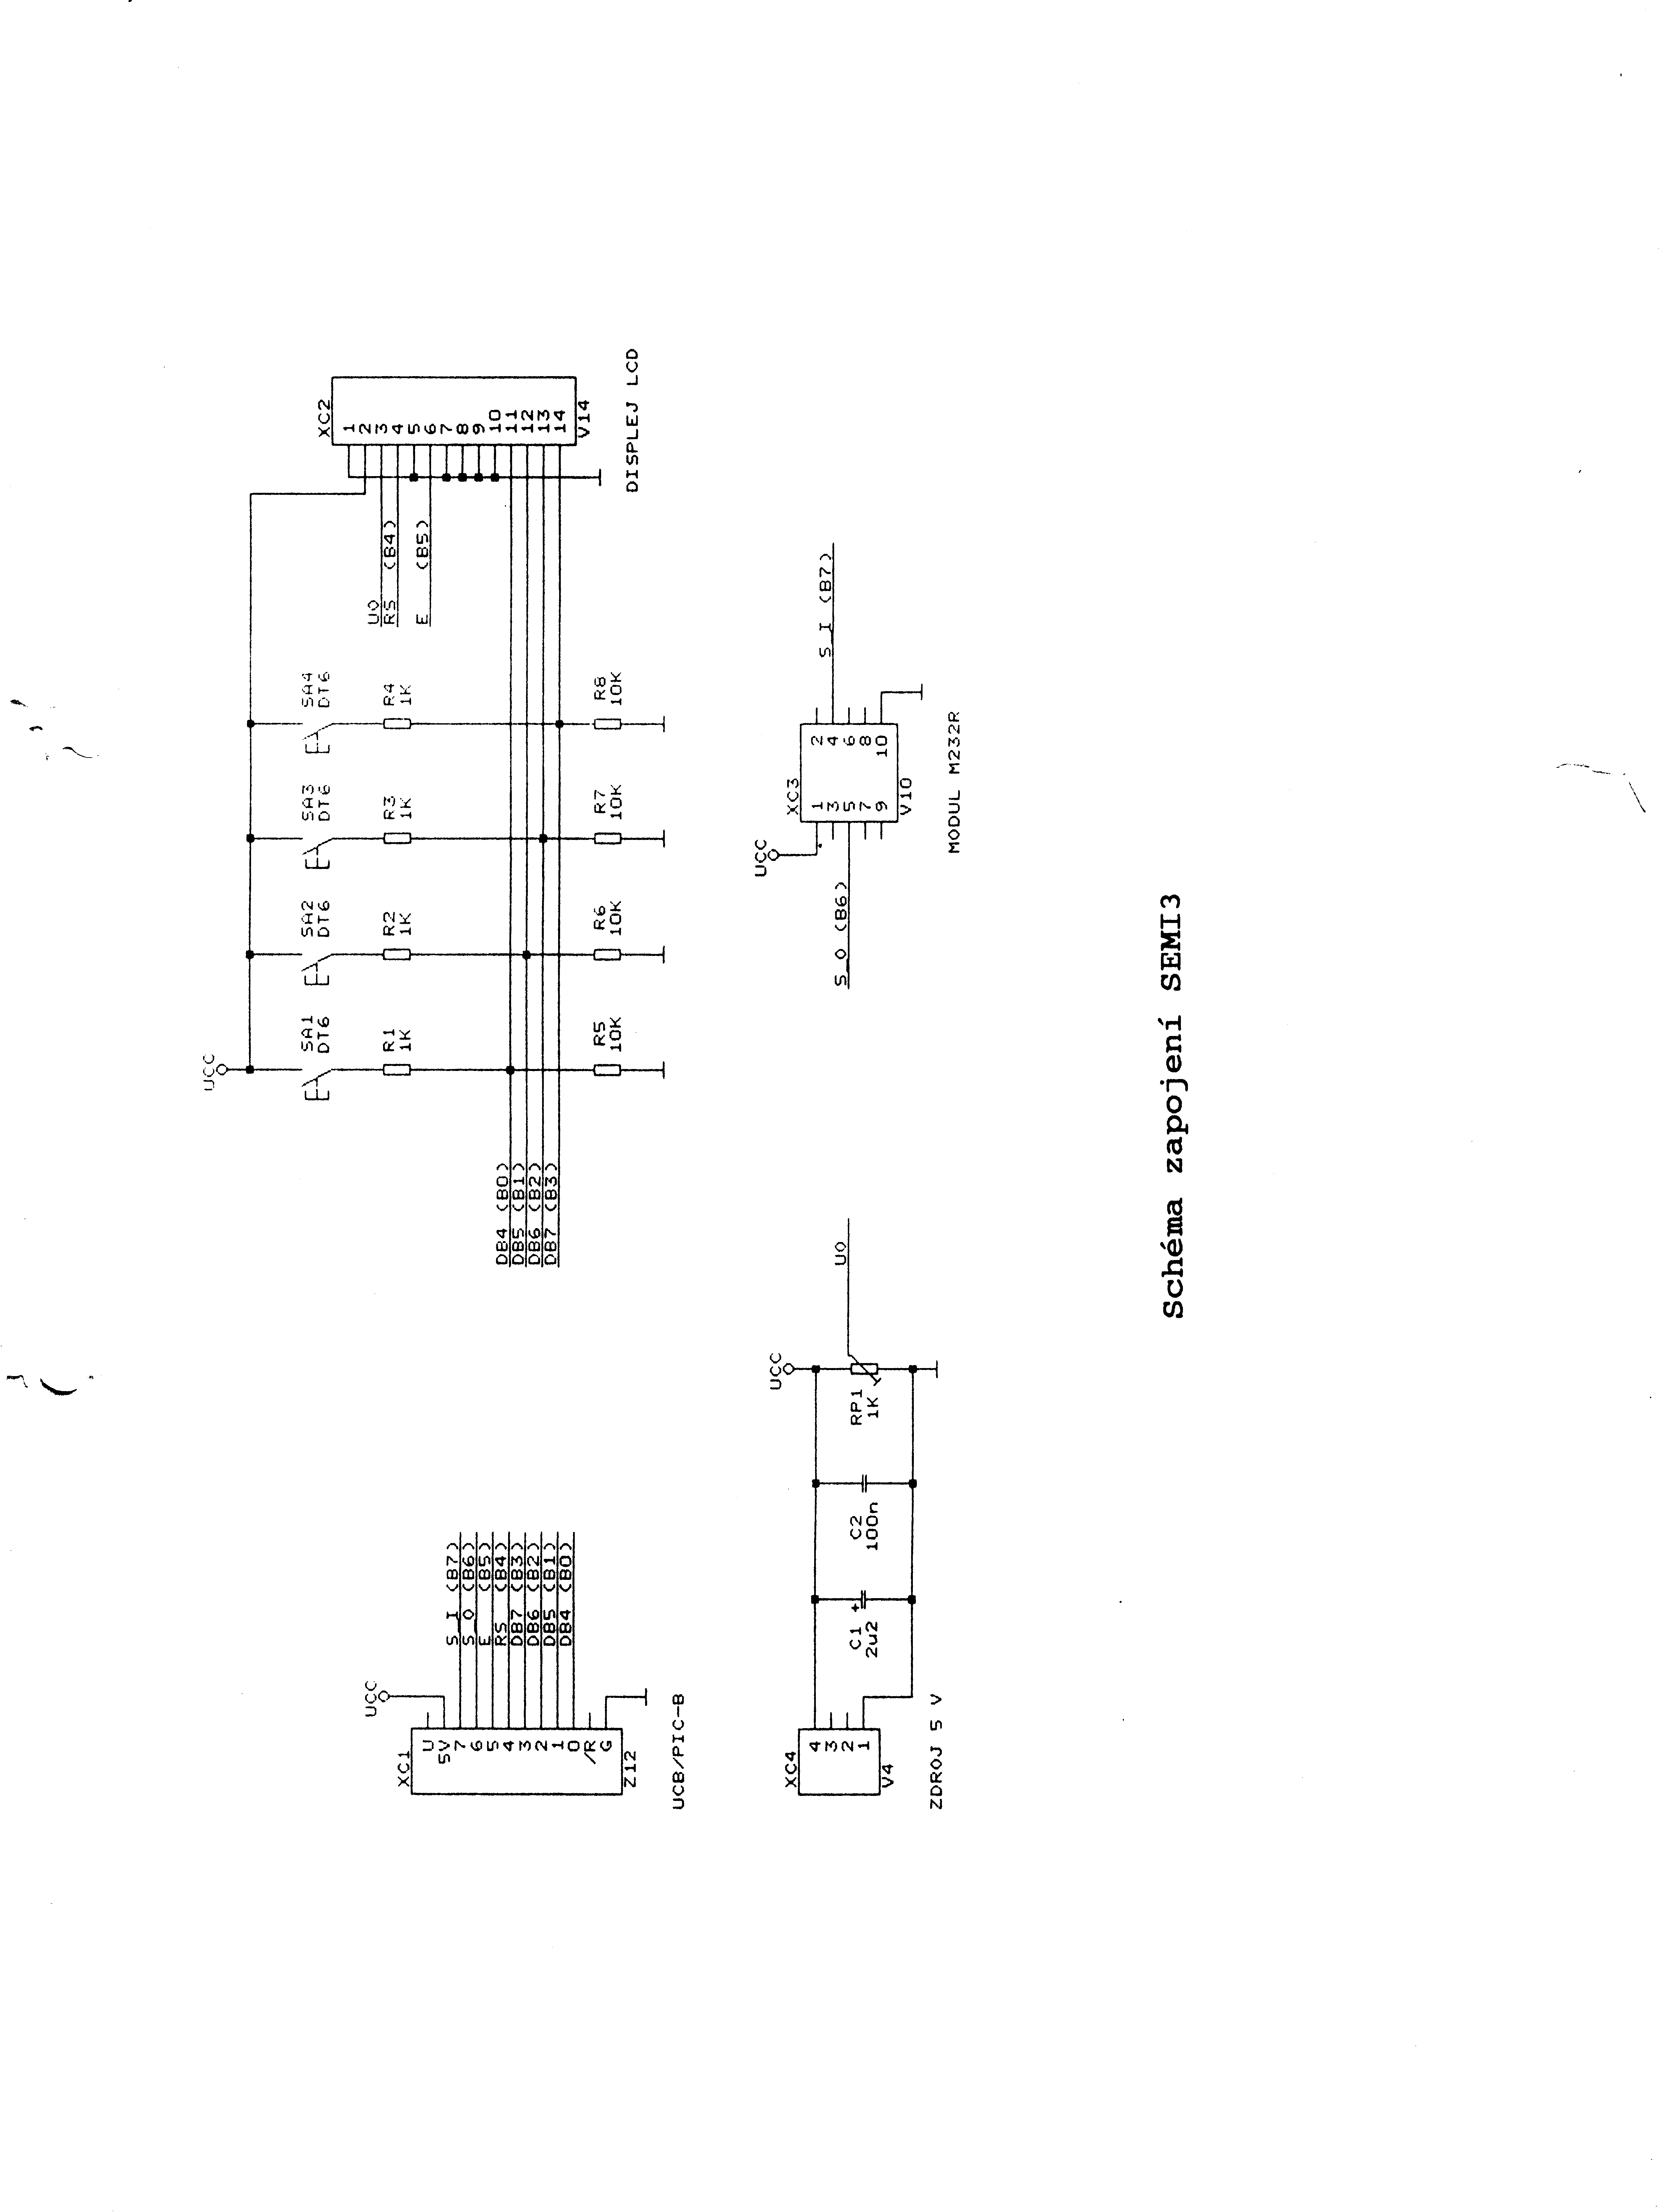 UCC
SA1
DT6
SA2
DT6
SA3
DT6
SA4
DT6
R1
1K
R2
1K
R3
1K
R4
1K
U0
RS (B4)
E (B5)
XC2
1
2
3
4
5
6
7
8
9
10
11
12
13
14
V14
DISPLEJ LCD
DB4 (B0)
DB5 (B1)
DB6 (B2)
DB7 (B3)
R5
10K
R6
10K
R7
10K
R8
10K
UCC
XC1
U
5V
7
6
5
4
3
2
1
0
/R
G
Z12
S_I (B7)
S_O (B6)
E (B5)
RS (B4)
DB7 (B3)
DB6 (B2)
DB5 (B1)
DB4 (B0)
UCB/PIC-B
XC4
4
3
2
1
V4
ZDROJ 5 V
C1
2u2
+
C2
100n
UCC
RP1
1K
U0
S_O (B6)
UCC
XC3
1 2
3 4
5 6
7 8
9 10
V10
S_I (B7)
MODUL M232R
Schéma zapojení SEMI3